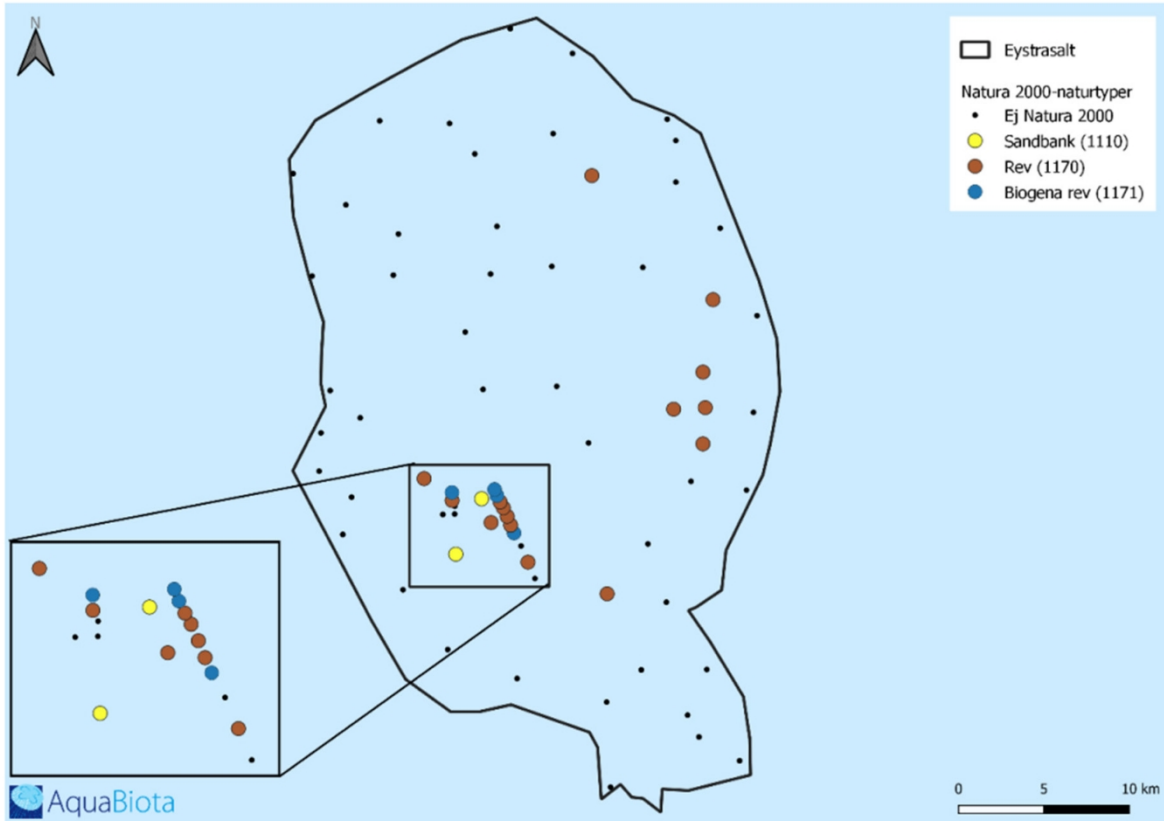 N
Eystrasalt
Natura 2000-naturtyper
Ej Natura 2000
Sandbank (1110)
Rev (1170)
Biogena rev (1171)
AquaBiota
0 5 10 km